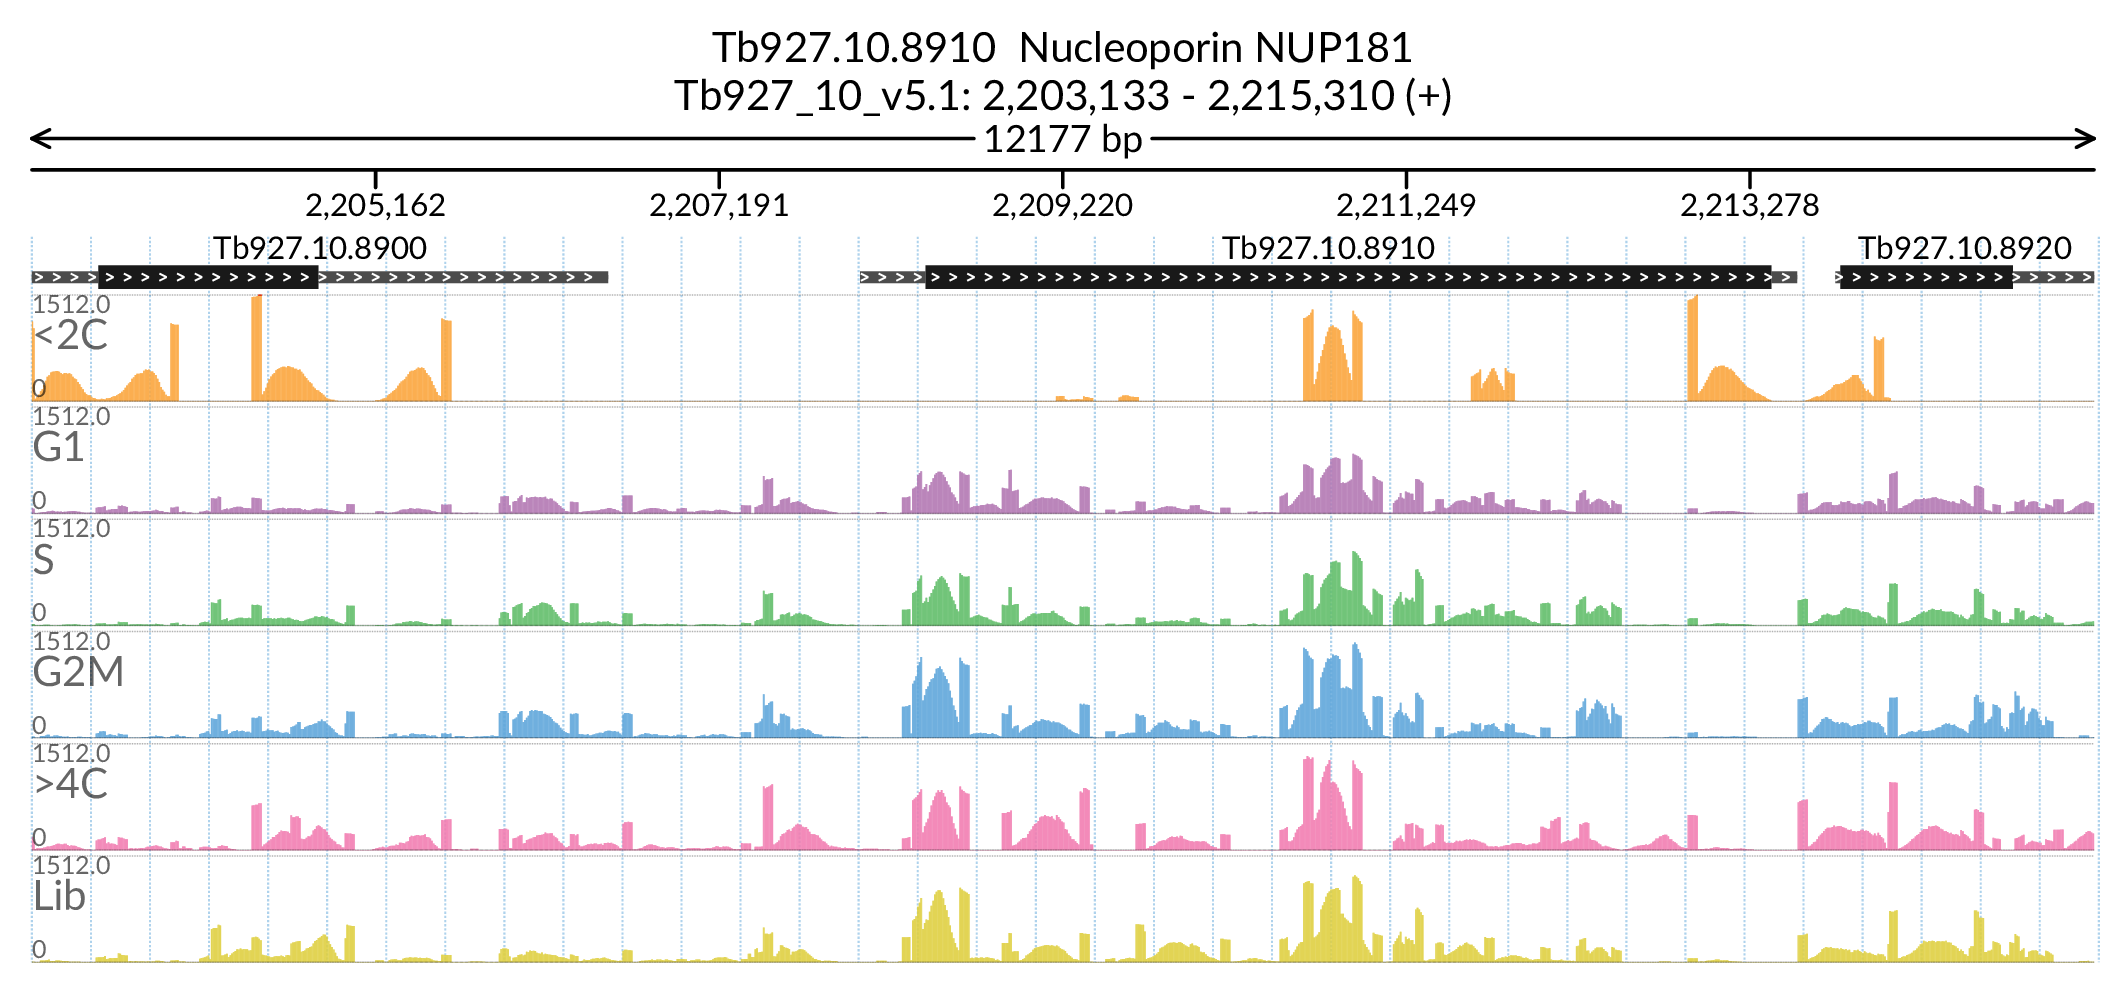 Tb927.10.8910  Nucleoporin NUP181
Tb927_10_v5.1: 2,203,133 - 2,215,310 (+)
12177 bp
2,205,162 2,207,191 2,209,220 2,211,249 2,213,278
Tb927.10.8900 Tb927.10.8910 Tb927.10.8920
1512.0
<2C
0
1512.0
G1
0
1512.0
S
0
1512.0
G2M
0
1512.0
>4C
0
1512.0
Lib
0